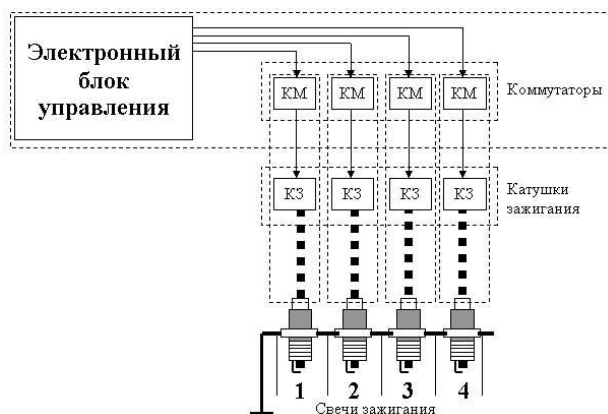 Электронный
блок
управления
КМ КМ КМ КМ
Коммутаторы
КЗ КЗ КЗ КЗ
Катушки
зажигания
1 2 3 4
Свечи зажигания